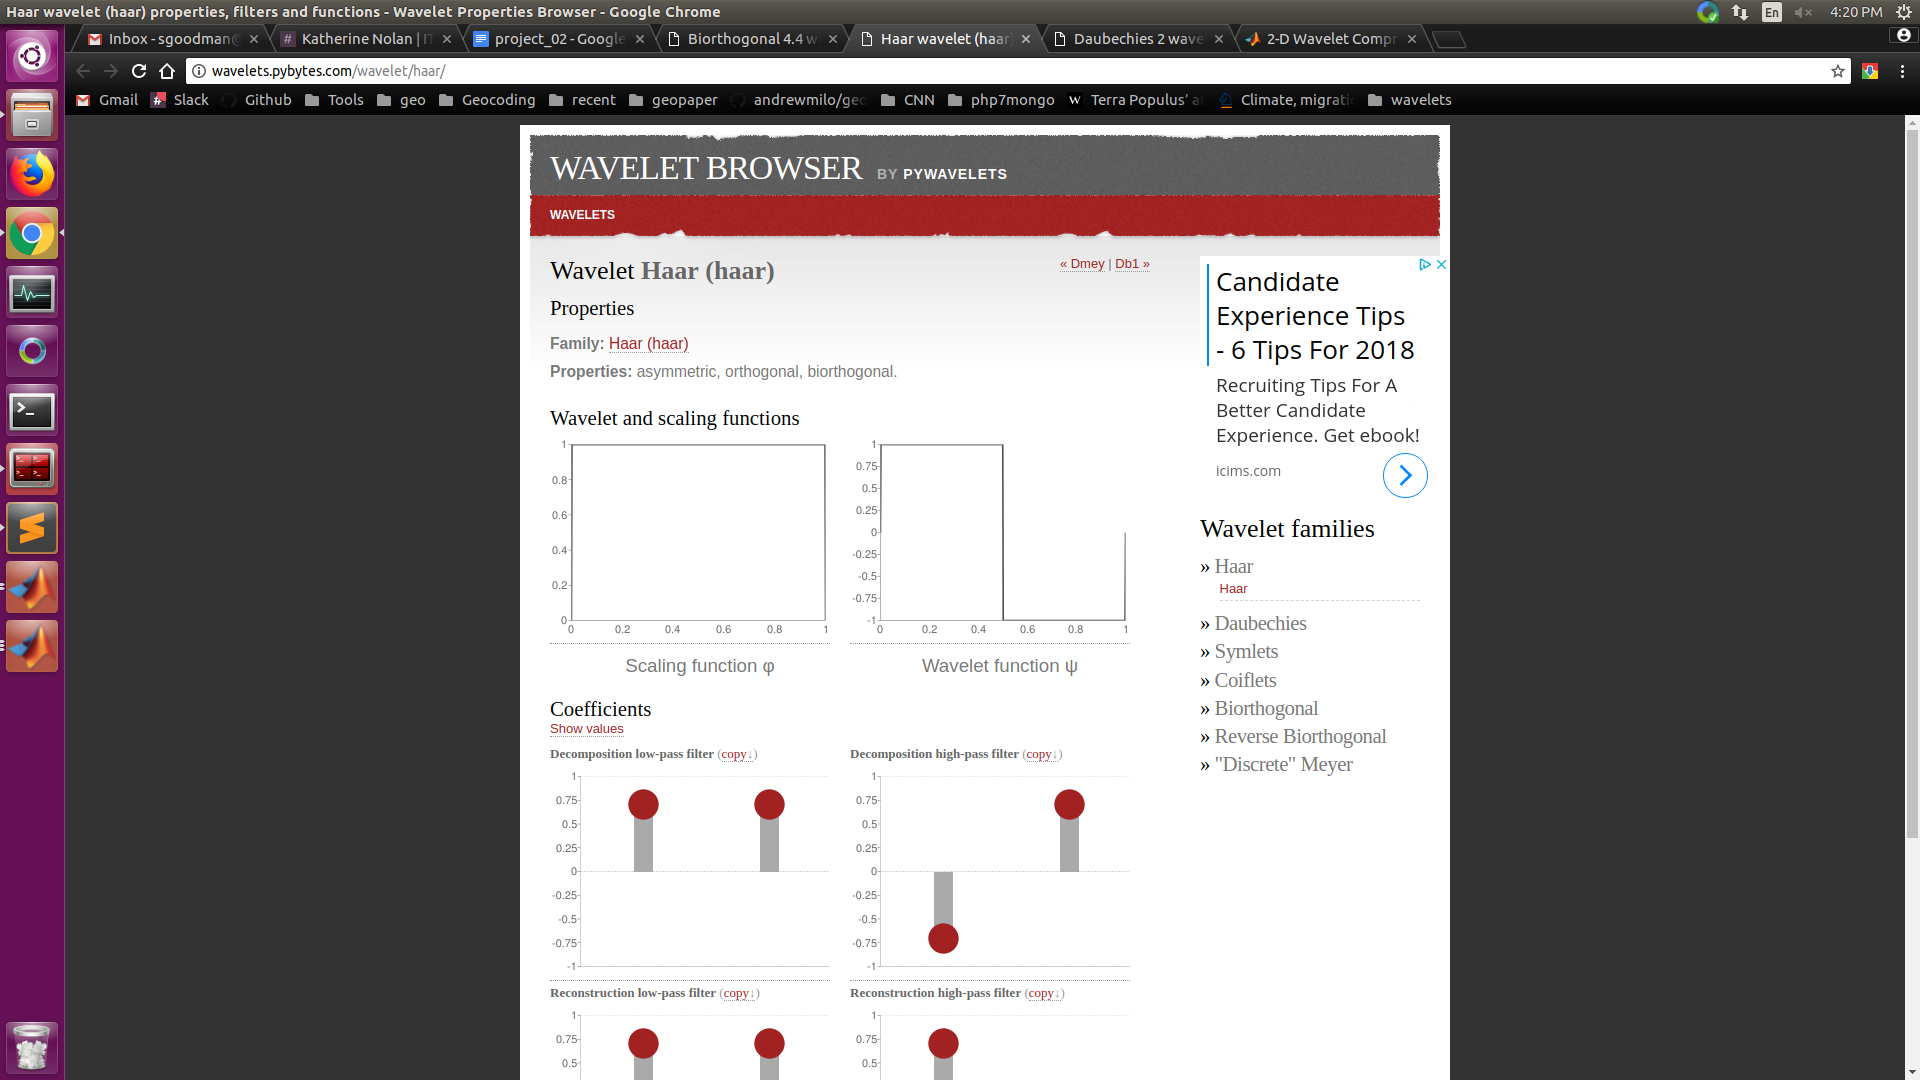 Haar wavelet (haar) properties, filters and functions - Wavelet Properties Browser - Google Chrome
En
4:20 PM
Inbox - sgoodman@
Katherine Nolan | IT
project_02 - Google
Biorthogonal 4.4 w
Haar wavelet (haar)
Daubechies 2 wave
2-D Wavelet Compr
wavelets.pybytes.com/wavelet/haar/
Gmail
Slack
Github
Tools
geo
Geocoding
recent
geopaper
andrewmilo/geo
CNN
php7mongo
Terra Populus' a
Climate, migrati
wavelets
WAVELET BROWSER BY PYWAVELETS
WAVELETS
Wavelet Haar (haar)
« Dmey | Db1 »
Properties
Family: Haar (haar)
Properties: asymmetric, orthogonal, biorthogonal.
Wavelet and scaling functions
1
0.8
0.6
0.4
0.2
0
0 0.2 0.4 0.6 0.8 1
Scaling function φ
1
0.75
0.5
0.25
0
-0.25
-0.5
-0.75
-1
0 0.2 0.4 0.6 0.8 1
Wavelet function ψ
Coefficients
Show values
Decomposition low-pass filter (copy↓)
1
0.75
0.5
0.25
0
-0.25
-0.5
-0.75
-1
Decomposition high-pass filter (copy↓)
1
0.75
0.5
0.25
0
-0.25
-0.5
-0.75
-1
Reconstruction low-pass filter (copy↓)
1
0.75
0.5
Reconstruction high-pass filter (copy↓)
1
0.75
0.5
Candidate
Experience Tips
- 6 Tips For 2018
Recruiting Tips For A
Better Candidate
Experience. Get ebook!
icims.com
Wavelet families
» Haar
Haar
» Daubechies
» Symlets
» Coiflets
» Biorthogonal
» Reverse Biorthogonal
» "Discrete" Meyer